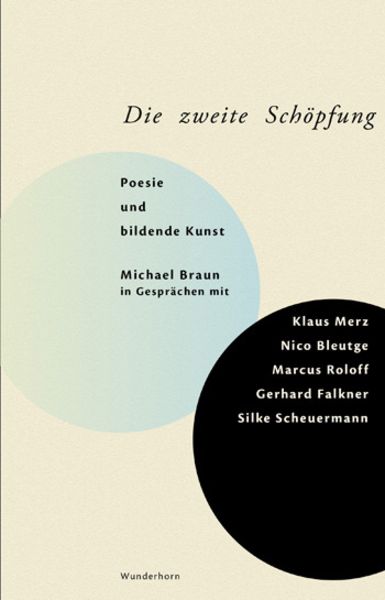 Die zweite Schöpfung
Poesie
und
bildende Kunst
Michael Braun
in Gesprächen mit
Klaus Merz
Nico Bleutge
Marcus Roloff
Gerhard Falkner
Silke Scheuermann
Wunderhorn